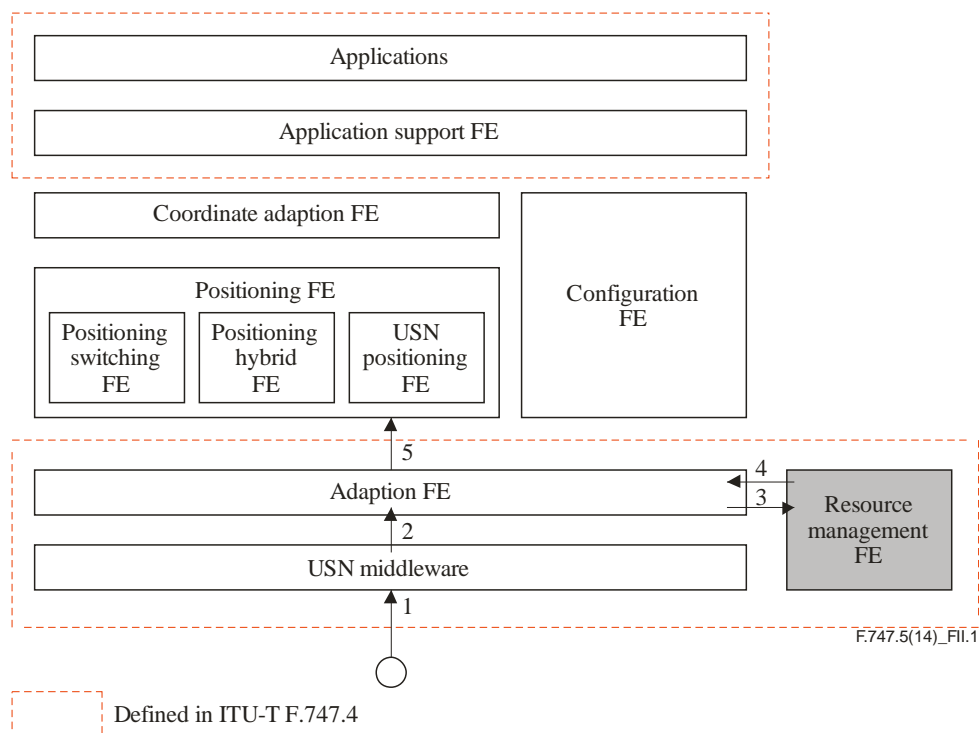 Applications
Application support FE
Coordinate adaption FE
Configuration
FE
Positioning FE
Positioning
switching
FE
Positioning
hybrid
FE
USN
positioning
FE
5
Adaption FE
4
3
Resource
management
FE
2
USN middleware
1
F.747.5(14)_FII.1
Defined in ITU-T F.747.4